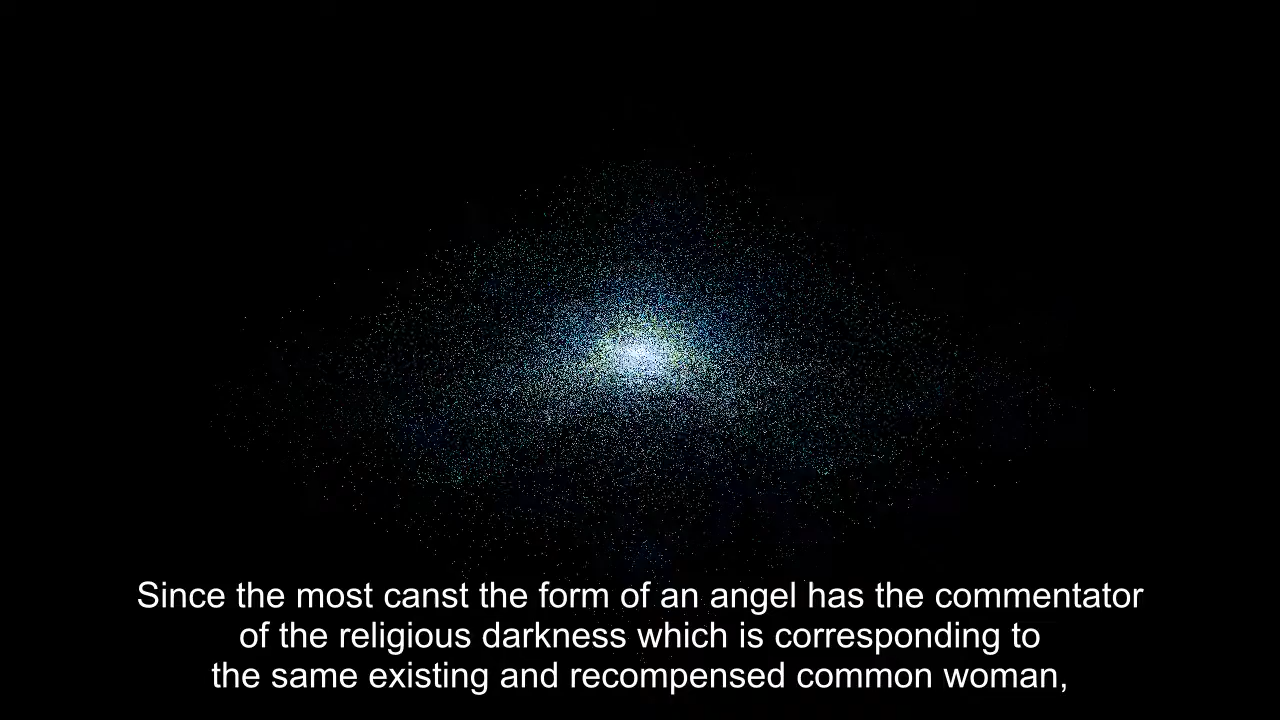 Since the most canst the form of an angel has the commentator
of the religious darkness which is corresponding to
the same existing and recompensed common woman,